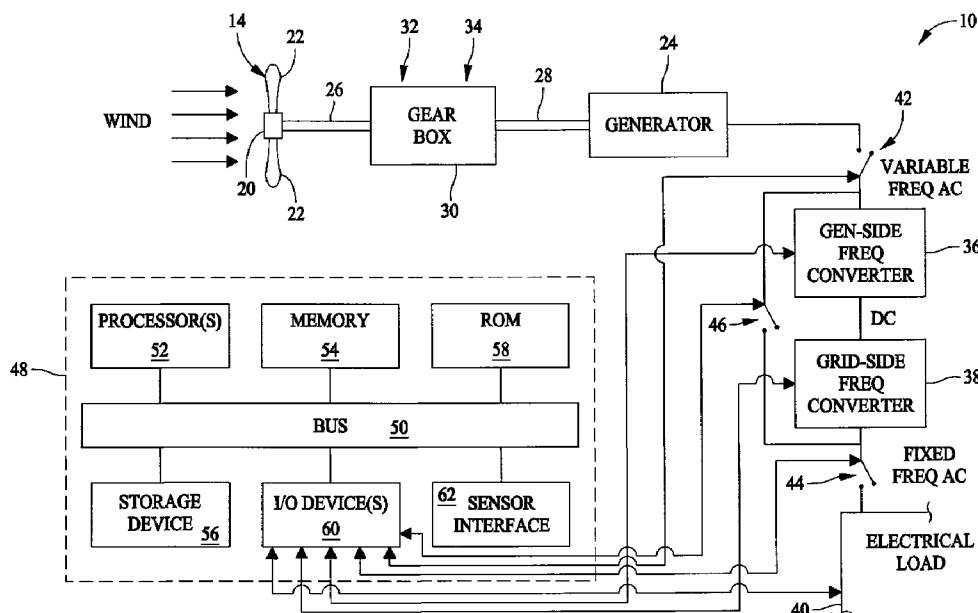 10
14
22
32
34
24
26
28
WIND
GEAR
BOX
GENERATOR
42
20
22
30
VARIABLE
FREQ AC
GEN-SIDE
FREQ
CONVERTER
36
DC
46
GRID-SIDE
FREQ
CONVERTER
38
FIXED
FREQ AC
44
ELECTRICAL
LOAD
40
48
PROCESSOR(S)
52
MEMORY
54
ROM
58
BUS 50
STORAGE
DEVICE
56
I/O DEVICE(S)
60
62
SENSOR
INTERFACE